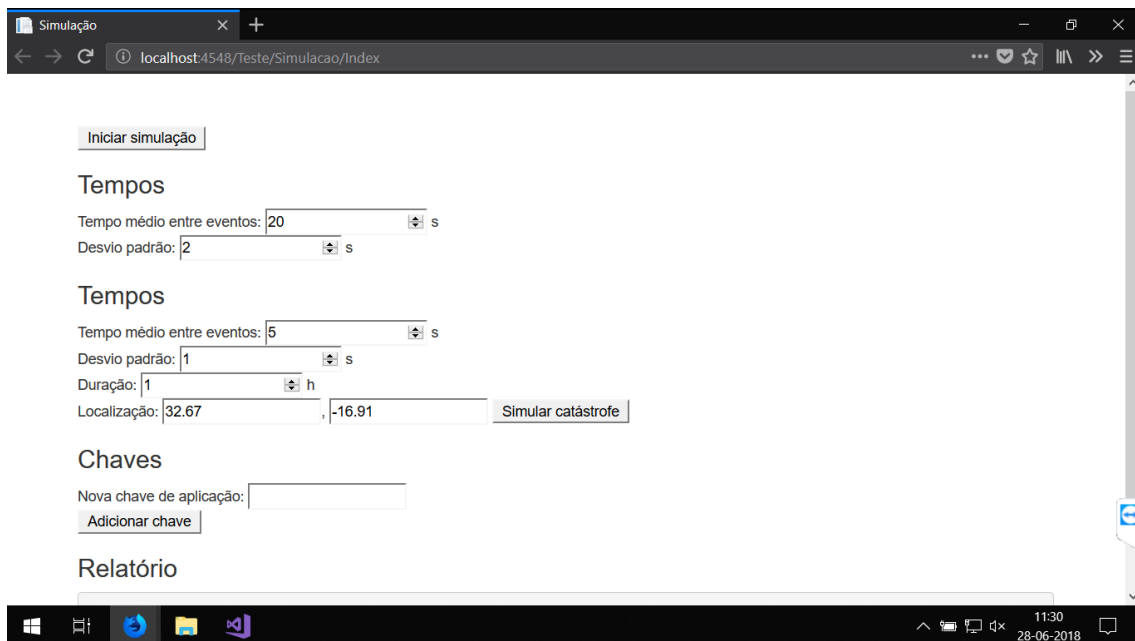 Simulação
localhost:4548/Teste/Simulacao/Index
Iniciar simulação
Tempos
Tempo médio entre eventos: 20 s
Desvio padrão: 2 s
Tempos
Tempo médio entre eventos: 5 s
Desvio padrão: 1 s
Duração: 1 h
Localização: 32.67 , -16.91 Simular catástrofe
Chaves
Nova chave de aplicação:
Adicionar chave
Relatório
11:30
28-06-2018